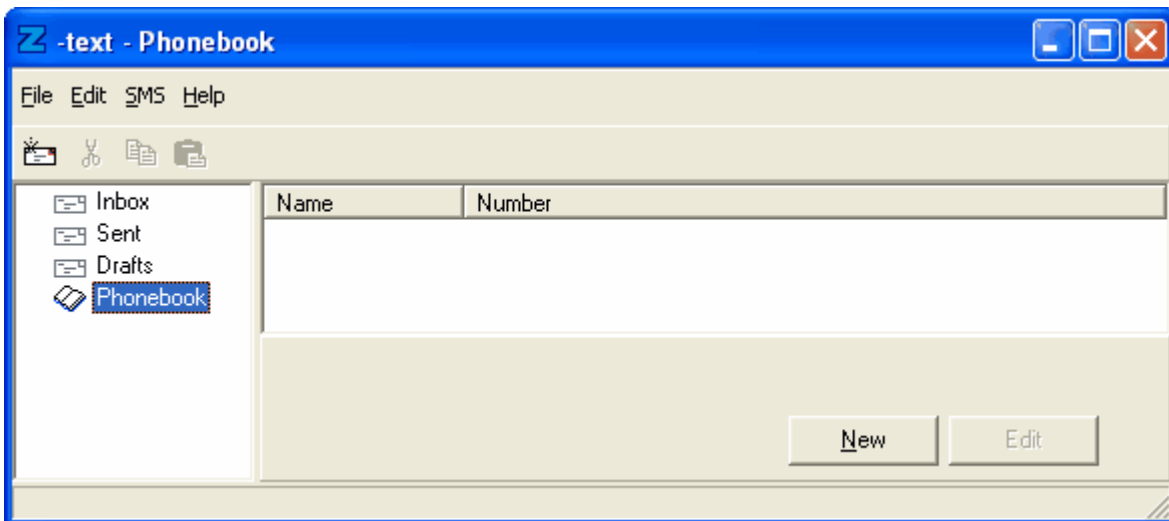 Z -text - Phonebook
File Edit SMS Help
Inbox
Sent
Drafts
Phonebook
Name Number
New Edit